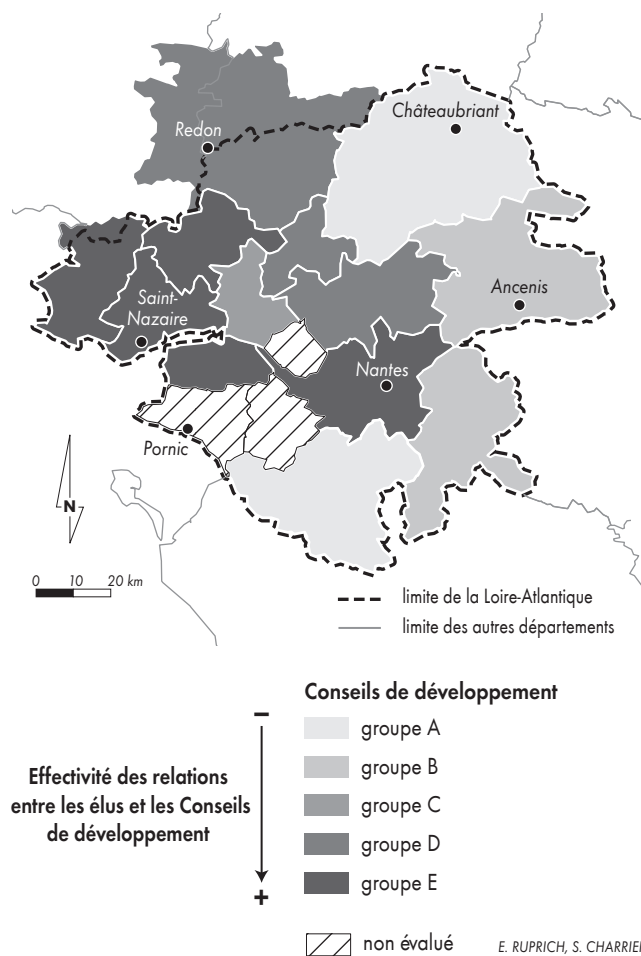 Châteaubriant
Redon
Ancenis
Saint-
Nazaire
Nantes
Pornic
N
0 10 20 km
limite de la Loire-Atlantique
limite des autres départements
Conseils de développement
–
groupe A
groupe B
Effectivité des relations
entre les élus et les Conseils
de développement
groupe C
groupe D
groupe E
+
non évalué
E. RUPRICH, S. CHARRIER